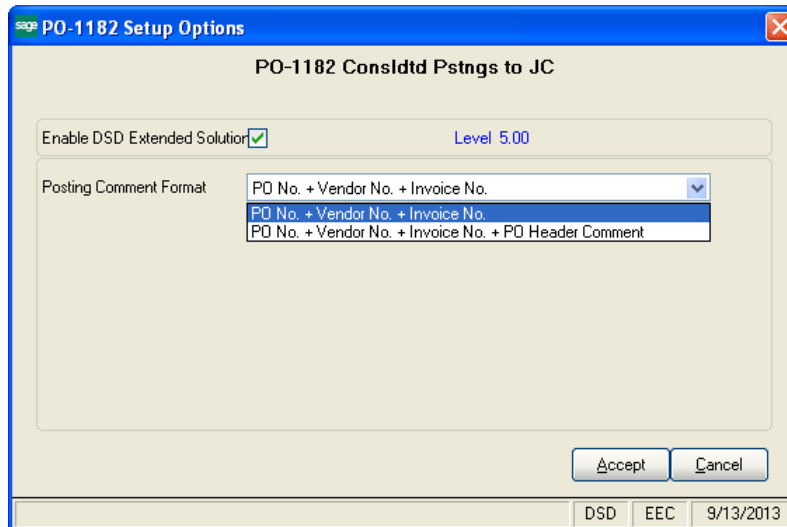 sage PO-1182 Setup Options
PO-1182 Consldtd Pstngs to JC
Enable DSD Extended Solution Level 5.00
Posting Comment Format PO No. + Vendor No. + Invoice No.
PO No. + Vendor No. + Invoice No.
PO No. + Vendor No. + Invoice No. + PO Header Comment
Accept Cancel
DSD EEC 9/13/2013